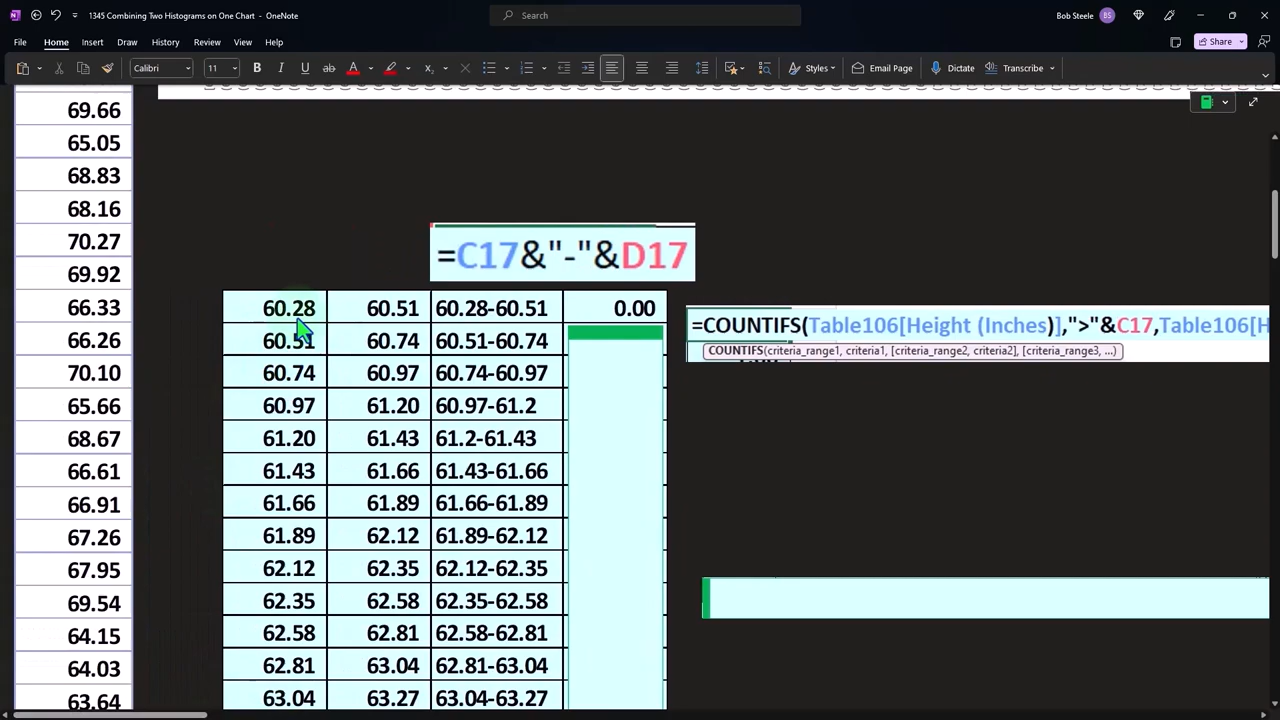 1345 Combining Two Histograms on One Chart - OneNote
Search
Bob Steele BS
File Home Insert Draw History Review View Help
Share
Calibri 11 B I U ab A Styles Email Page Dictate Transcribe
69.66
65.05
68.83
68.16
70.27
69.92
66.33
66.26
70.10
65.66
68.67
66.61
66.91
67.26
67.95
69.54
64.15
64.03
63.64
=C17&"-"&D17
60.28 60.51 60.28-60.51 0.00
60.51 60.74 60.51-60.74
60.74 60.97 60.74-60.97
60.97 61.20 60.97-61.2
61.20 61.43 61.2-61.43
61.43 61.66 61.43-61.66
61.66 61.89 61.66-61.89
61.89 62.12 61.89-62.12
62.12 62.35 62.12-62.35
62.35 62.58 62.35-62.58
62.58 62.81 62.58-62.81
62.81 63.04 62.81-63.04
63.04 63.27 63.04-63.27
=COUNTIFS(Table106[Height (Inches)],">"&C17,Table106[H
COUNTIFS(criteria_range1, criteria1, [criteria_range2, criteria2], [criteria_range3, ...)